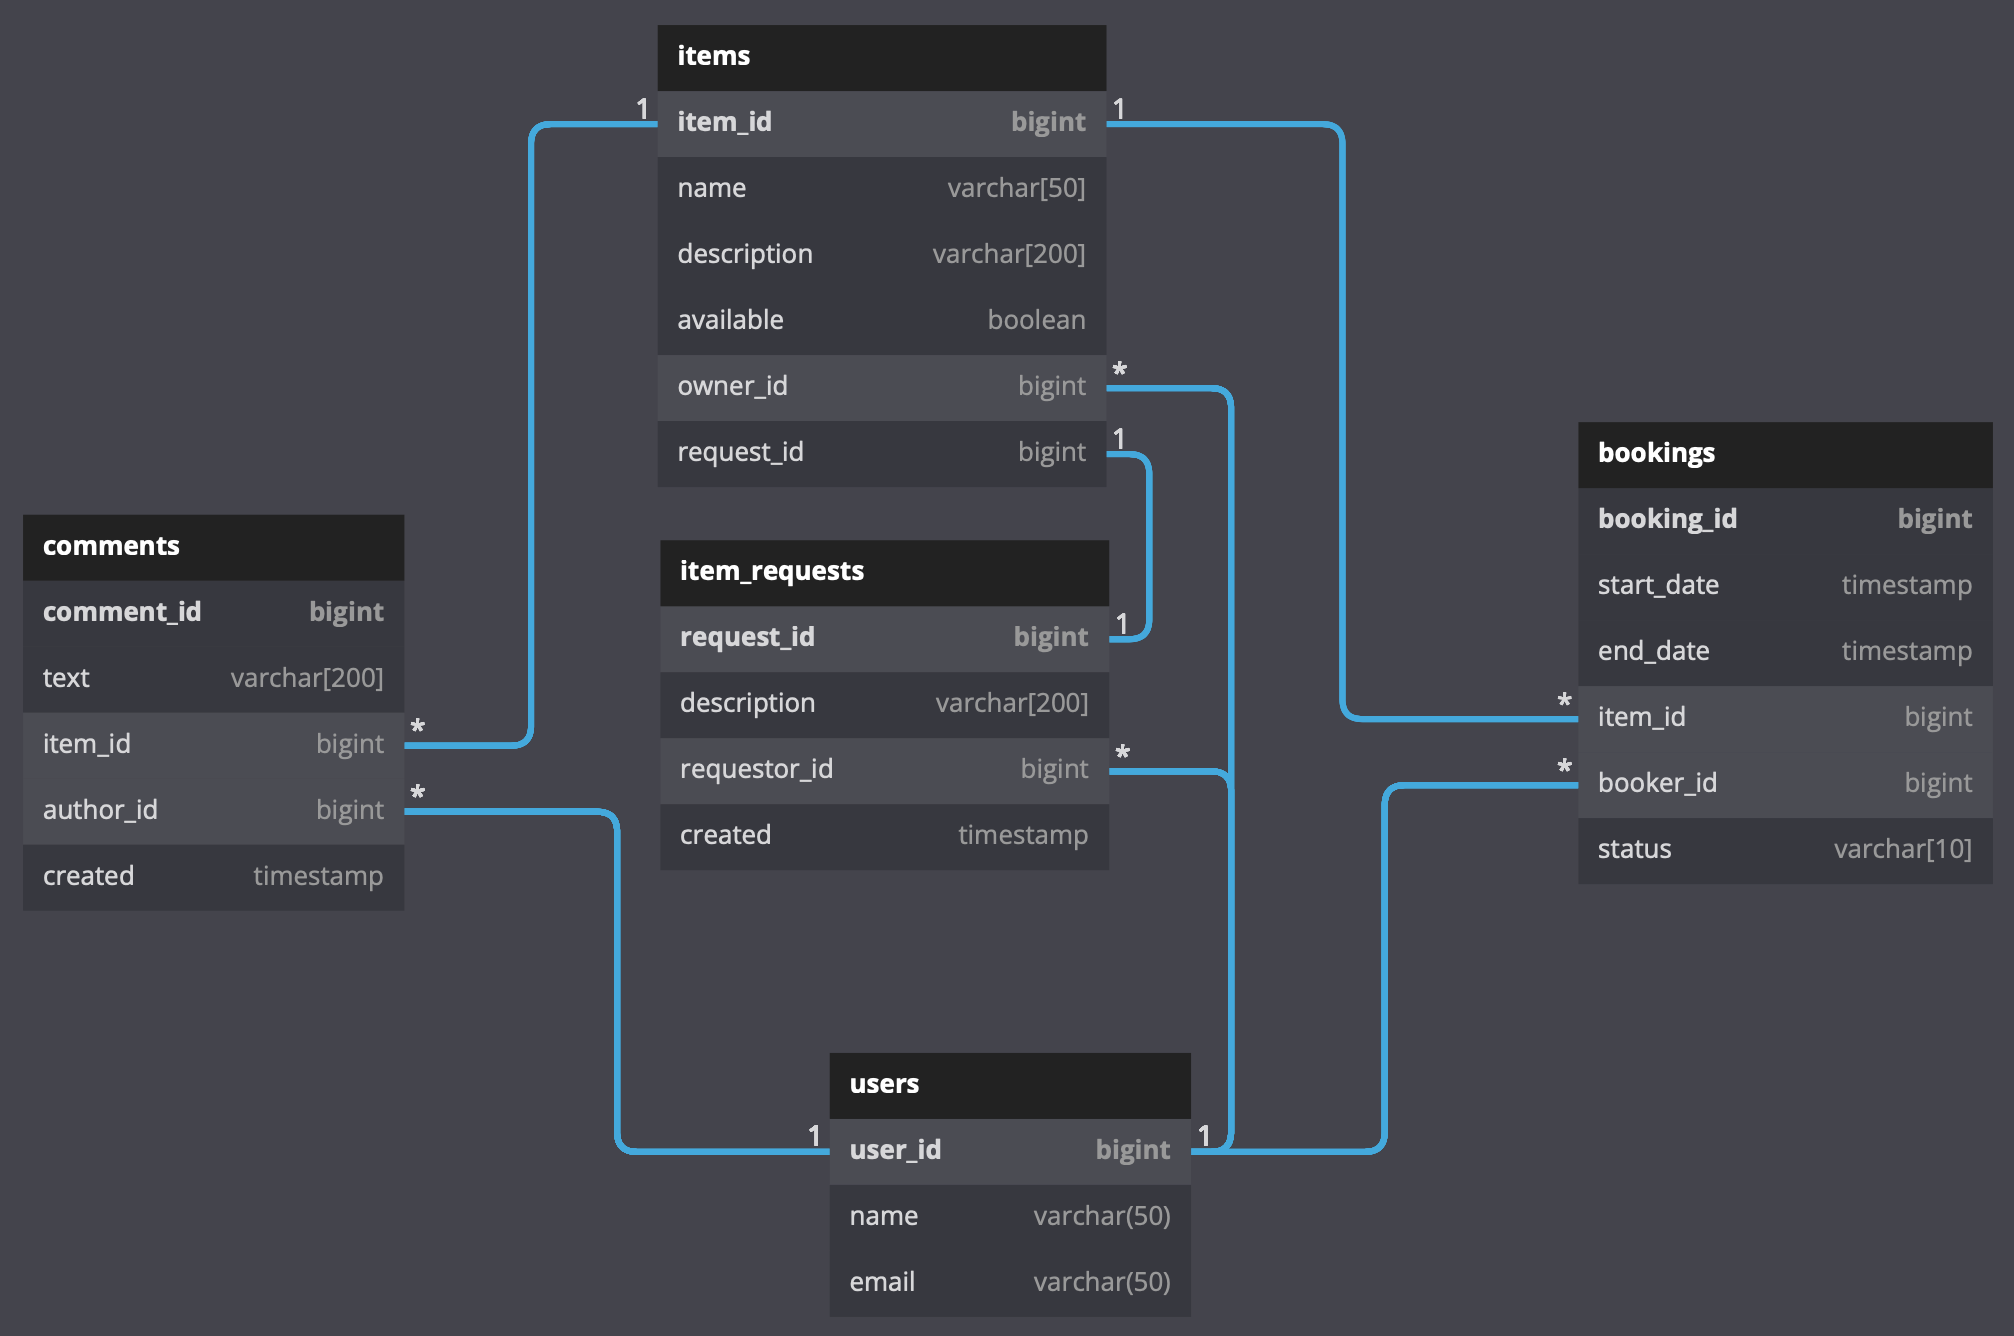 items
1 item_id bigint 1
name varchar[50]
description varchar[200]
available boolean
owner_id bigint *
request_id bigint 1
item_requests
request_id bigint 1
description varchar[200]
requestor_id bigint *
created timestamp
comments
comment_id bigint
text varchar[200]
item_id bigint *
author_id bigint *
created timestamp
bookings
booking_id bigint
start_date timestamp
end_date timestamp
* item_id bigint
* booker_id bigint
status varchar[10]
users
1 user_id bigint 1
name varchar(50)
email varchar(50)